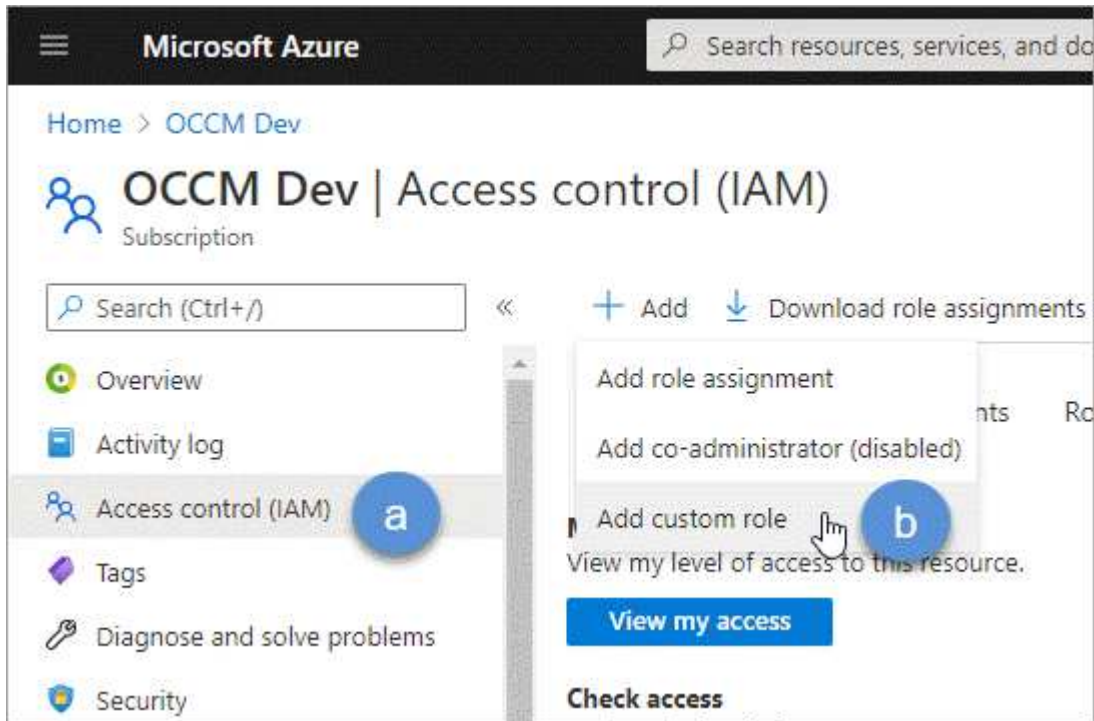 Microsoft Azure
Search resources, services, and do
Home > OCCM Dev
OCCM Dev | Access control (IAM)
Subscription
Search (Ctrl+/)
«
+ Add
Download role assignments
Overview
Activity log
Access control (IAM)
a
Tags
Diagnose and solve problems
Security
Add role assignment
nts
Ro
Add co-administrator (disabled)
Add custom role
b
View my level of access to this resource.
View my access
Check access